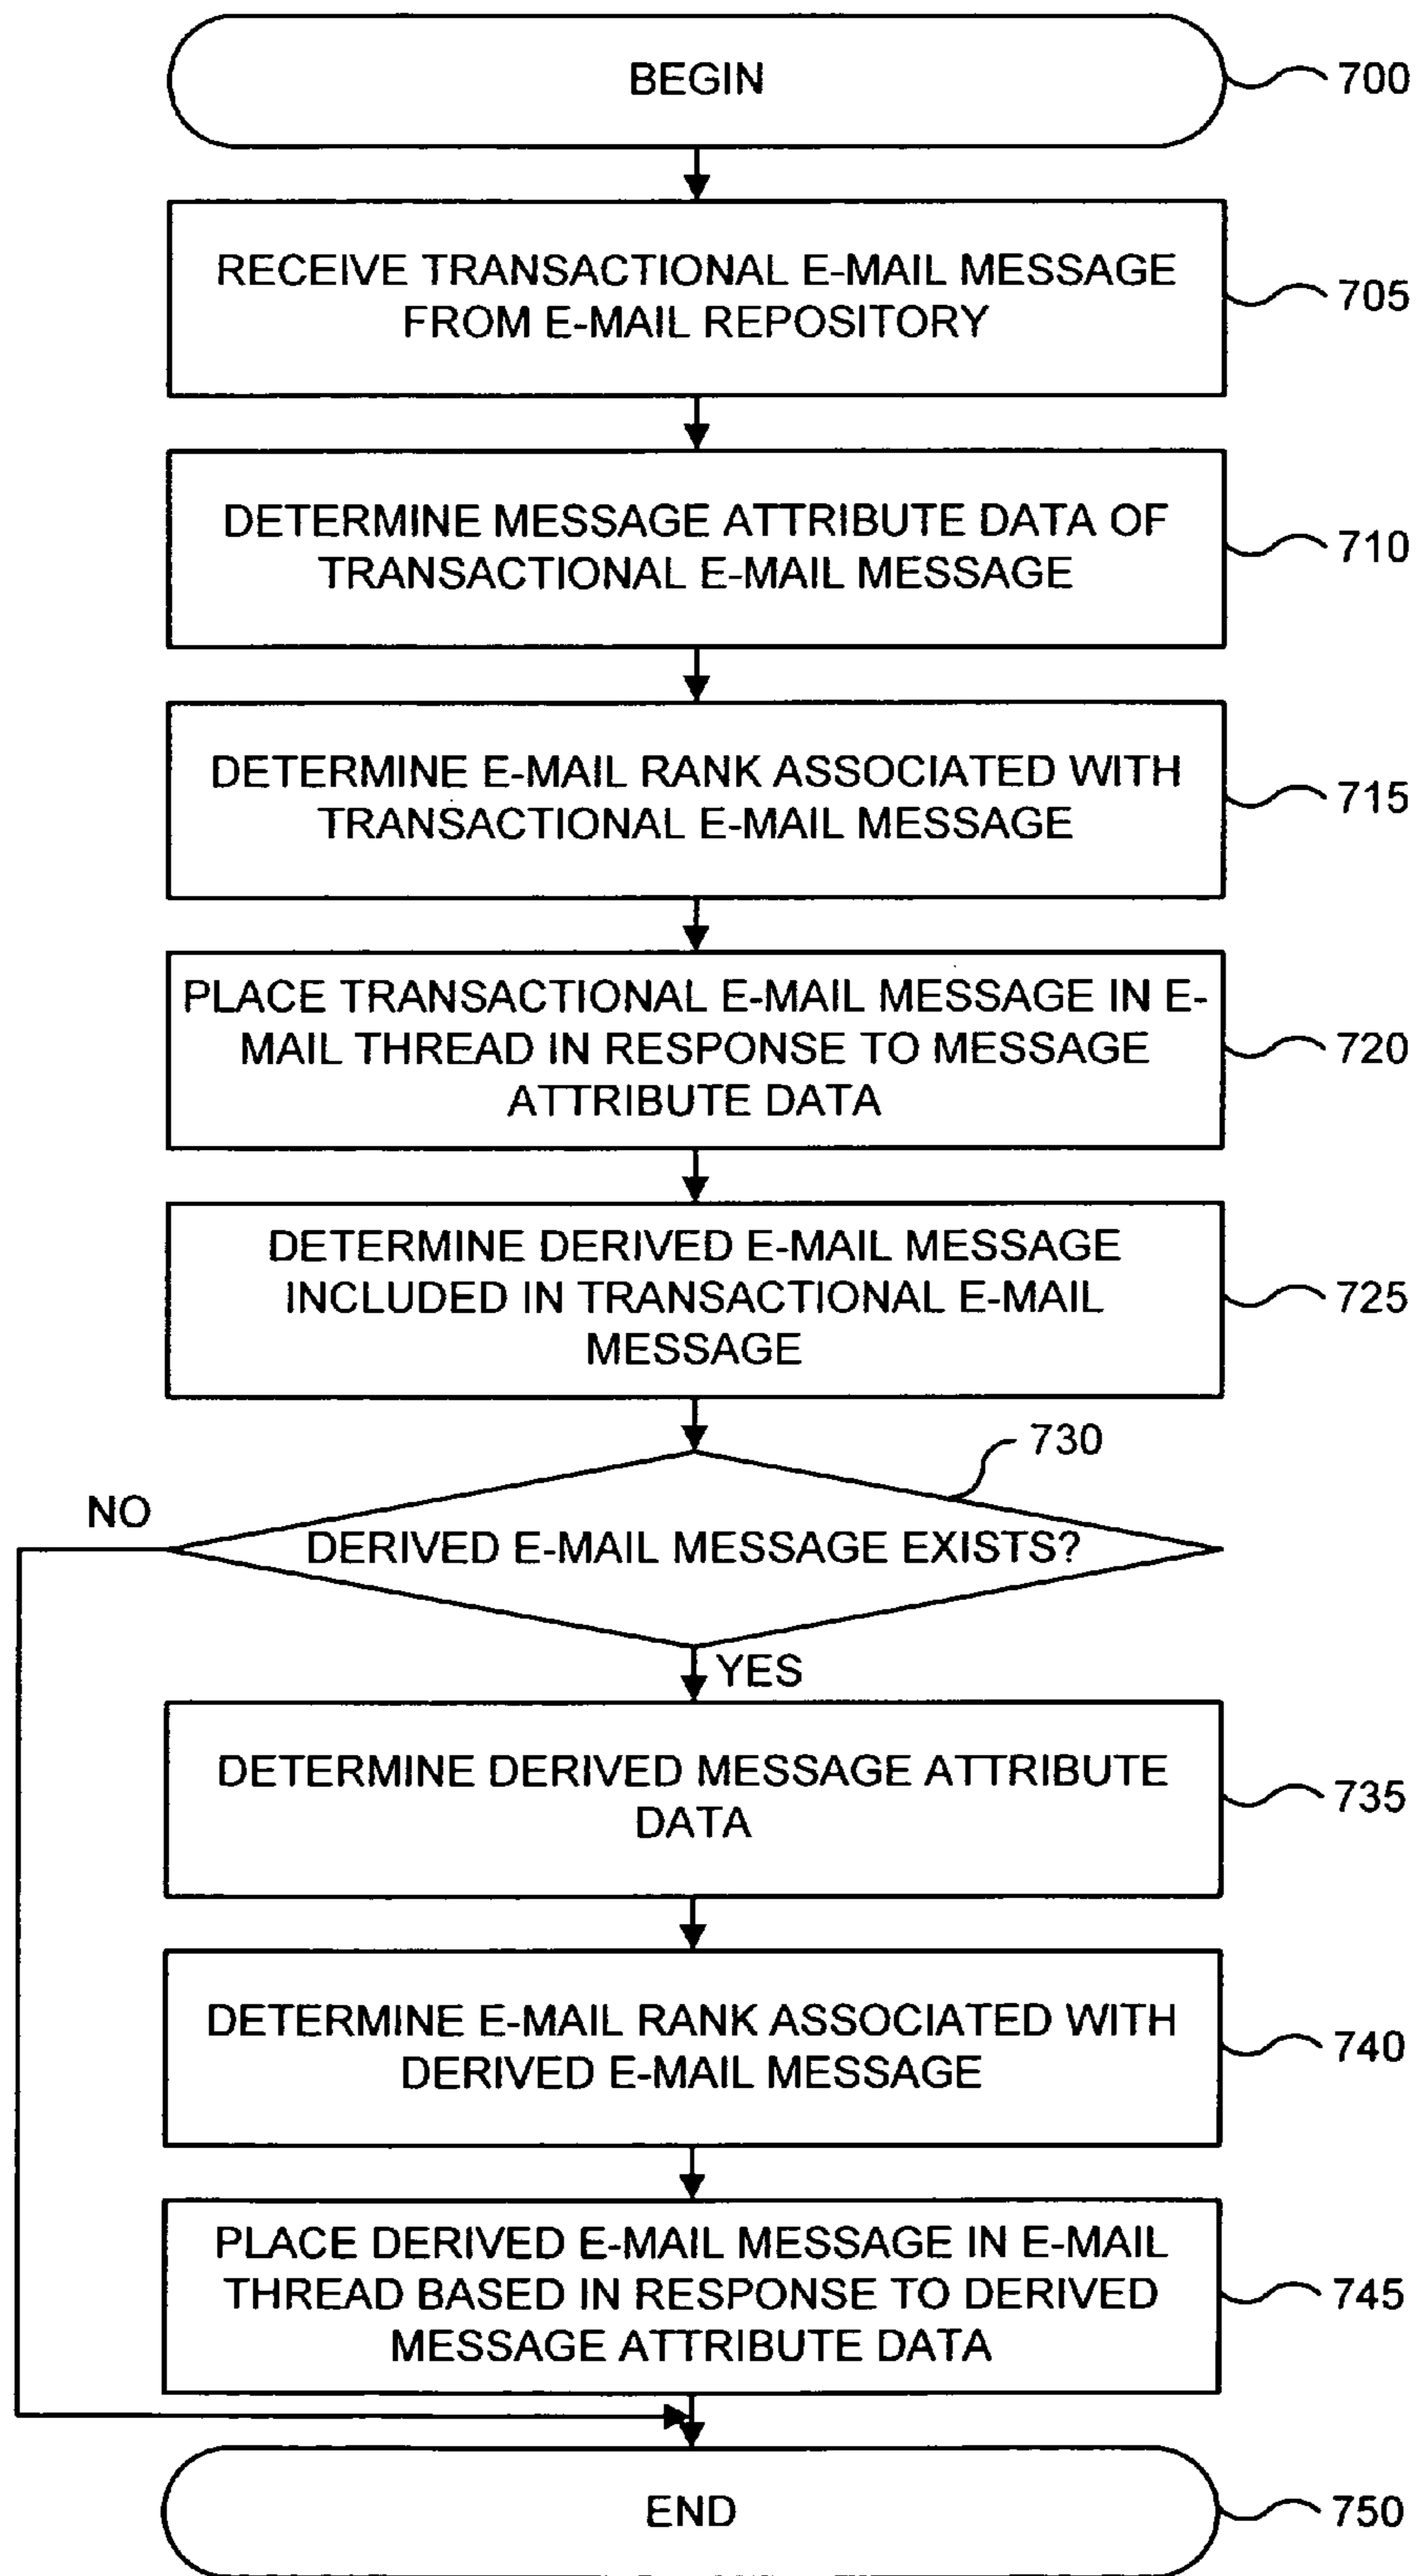 BEGIN
700
RECEIVE TRANSACTIONAL E-MAIL MESSAGE
FROM E-MAIL REPOSITORY
705
DETERMINE MESSAGE ATTRIBUTE DATA OF
TRANSACTIONAL E-MAIL MESSAGE
710
DETERMINE E-MAIL RANK ASSOCIATED WITH
TRANSACTIONAL E-MAIL MESSAGE
715
PLACE TRANSACTIONAL E-MAIL MESSAGE IN E-
MAIL THREAD IN RESPONSE TO MESSAGE
ATTRIBUTE DATA
720
DETERMINE DERIVED E-MAIL MESSAGE
INCLUDED IN TRANSACTIONAL E-MAIL
MESSAGE
725
730
NO
DERIVED E-MAIL MESSAGE EXISTS?
YES
DETERMINE DERIVED MESSAGE ATTRIBUTE
DATA
735
DETERMINE E-MAIL RANK ASSOCIATED WITH
DERIVED E-MAIL MESSAGE
740
PLACE DERIVED E-MAIL MESSAGE IN E-MAIL
THREAD BASED IN RESPONSE TO DERIVED
MESSAGE ATTRIBUTE DATA
745
END
750